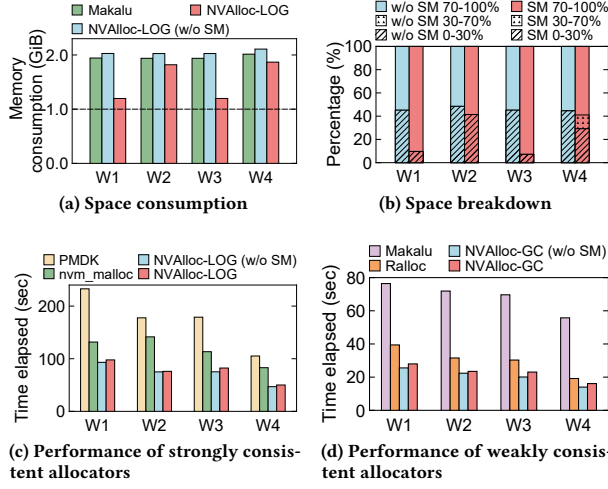 Makalu NVAlloc-LOG
NVAlloc-LOG (w/o SM)
Memory
consumption (GiB)
2.0
1.0
0.0
W1 W2 W3 W4
(a) Space consumption
w/o SM 70-100% SM 70-100%
w/o SM 30-70% SM 30-70%
w/o SM 0-30% SM 0-30%
Percentage (%)
100
80
60
40
20
0
W1 W2 W3 W4
(b) Space breakdown
PMDK NVAlloc-LOG (w/o SM)
nvm_malloc NVAlloc-LOG
Time elapsed (sec)
200
100
0
W1 W2 W3 W4
(c) Performance of strongly consis-
tent allocators
Makalu NVAlloc-GC (w/o SM)
Ralloc NVAlloc-GC
Time elapsed (sec)
80
60
40
20
0
W1 W2 W3 W4
(d) Performance of weakly consis-
tent allocators